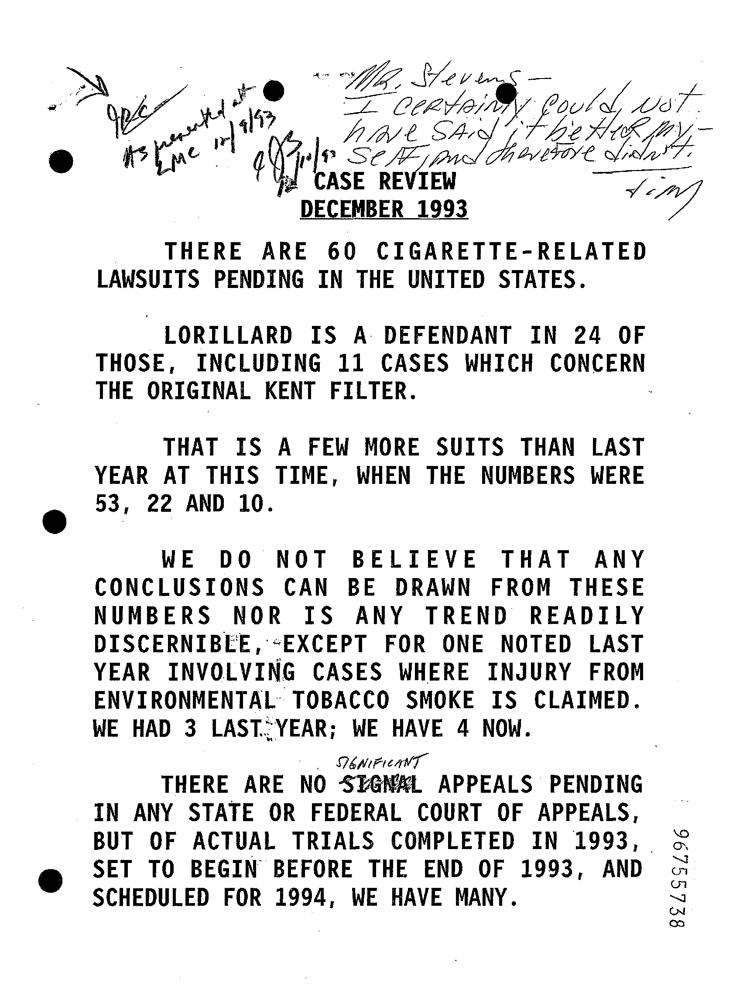 Mr. Stevens —
I certainly could not
have said it better my-
self, and therefore didn't.
Jim
As presented at
LMC 12/9/93
CASE REVIEW
DECEMBER 1993
THERE ARE 60 CIGARETTE-RELATED
LAWSUITS PENDING IN THE UNITED STATES.
LORILLARD IS A DEFENDANT IN 24 OF
THOSE, INCLUDING 11 CASES WHICH CONCERN
THE ORIGINAL KENT FILTER.
THAT IS A FEW MORE SUITS THAN LAST
YEAR AT THIS TIME, WHEN THE NUMBERS WERE
53, 22 AND 10.
WE DO NOT BELIEVE THAT ANY
CONCLUSIONS CAN BE DRAWN FROM THESE
NUMBERS NOR IS ANY TREND READILY
DISCERNIBLE, EXCEPT FOR ONE NOTED LAST
YEAR INVOLVING CASES WHERE INJURY FROM
ENVIRONMENTAL TOBACCO SMOKE IS CLAIMED.
WE HAD 3 LAST YEAR; WE HAVE 4 NOW.
SIGNIFICANT
THERE ARE NO SIGNAL APPEALS PENDING
IN ANY STATE OR FEDERAL COURT OF APPEALS,
BUT OF ACTUAL TRIALS COMPLETED IN 1993,
SET TO BEGIN BEFORE THE END OF 1993, AND
SCHEDULED FOR 1994, WE HAVE MANY.
96755738